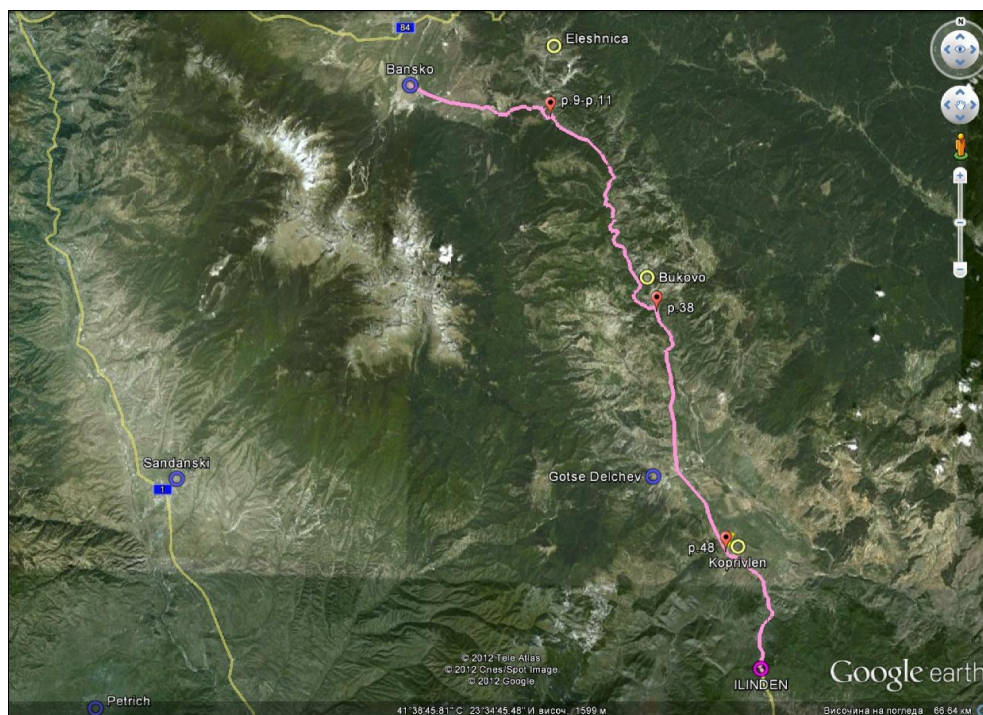 84
Eleshnica
N
Bansko
p.9-p.11
Bukovo
p.38
Sandanski
1
Gotse Delchev
p.48
Koprivlen
© 2012 Tele Atlas
© 2012 Cnes/Spot Image
© 2012 Google
Google earth
ILINDEN
Petrich
41°38'45.81" С 23°34'45.48" И височ. 1599 м
Височина на погледа 66.64 км